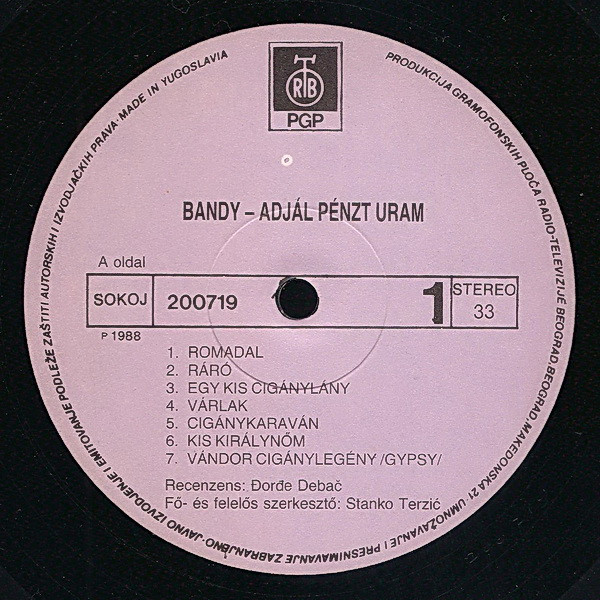 PRODUKCIJA GRAMOFONSKIH PLOČA RADIO-TELEVIZIJE BEOGRAD, BEOGRAD, MAKEDONSKA 21 · UMNOŽAVANJE I PRESNIMAVANJE ZABRANJENO · JAVNO IZVODJENJE I EMITOVANJE PODLEŽE ZAŠTITI AUTORSKIH I IZVODJAČKIH PRAVA · MADE IN YUGOSLAVIA
RTB
PGP
BANDY – ADJÁL PÉNZT URAM
A oldal
SOKOJ 200719 1 STEREO 33
P 1988
1. ROMADAL
2. RÁRÓ
3. EGY KIS CIGÁNYLÁNY
4. VÁRLAK
5. CIGÁNYKARAVÁN
6. KIS KIRÁLYNŐM
7. VÁNDOR CIGÁNYLEGÉNY /GYPSY/
Recenzens: Đorđe Debač
Fő- és felelős szerkesztő: Stanko Terzić